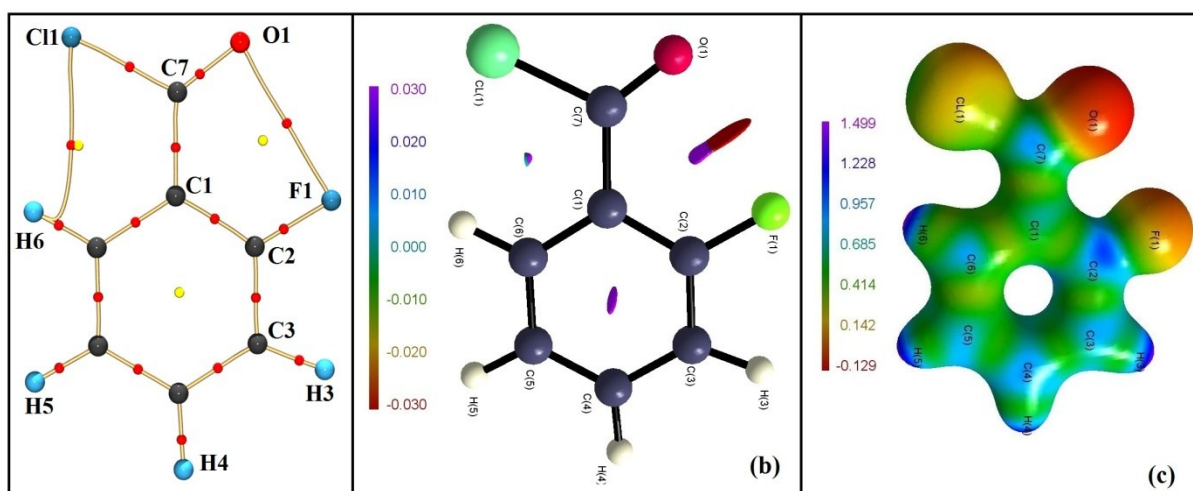 Cl1
O1
C7
C1
F1
H6
C2
C3
H5
H3
H4
0.030
0.020
0.010
0.000
-0.010
-0.020
-0.030
CL(1)
O(1)
C(7)
C(1)
C(2)
F(1)
C(6)
H(6)
C(5)
C(3)
H(5)
C(4)
H(3)
H(4)
(b)
1.499
1.228
0.957
0.685
0.414
0.142
-0.129
CL(1)
O(1)
C(7)
F(1)
C(1)
H(6)
C(6)
C(2)
C(5)
C(3)
H(5)
H(3)
C(4)
H(4)
(c)